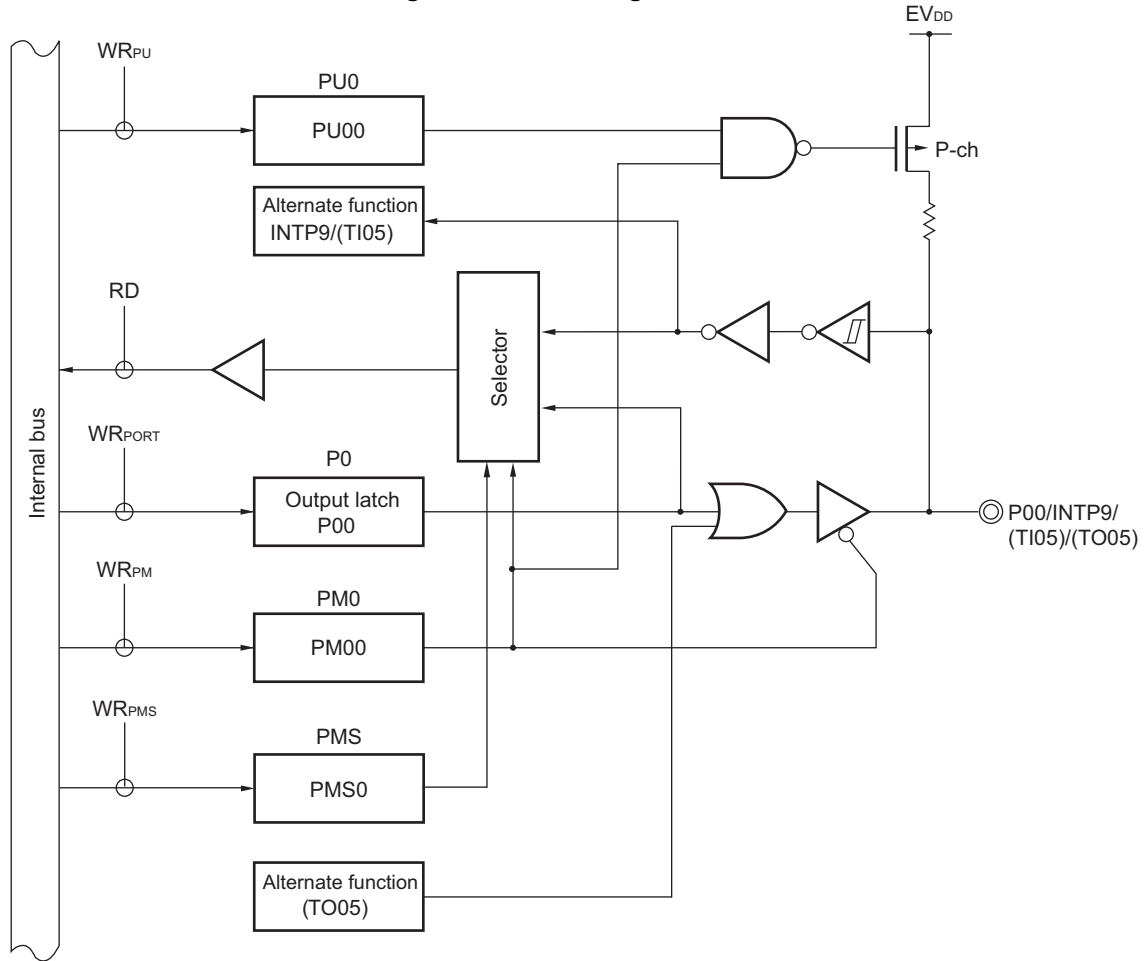 EVDD
WRPU
PU0
PU00
P-ch
Alternate function
INTP9/(TI05)
RD
Selector
Internal bus
WRPORT
P0
Output latch
P00
P00/INTP9/
(TI05)/(TO05)
WRPM
PM0
PM00
WRPMS
PMS
PMS0
Alternate function
(TO05)